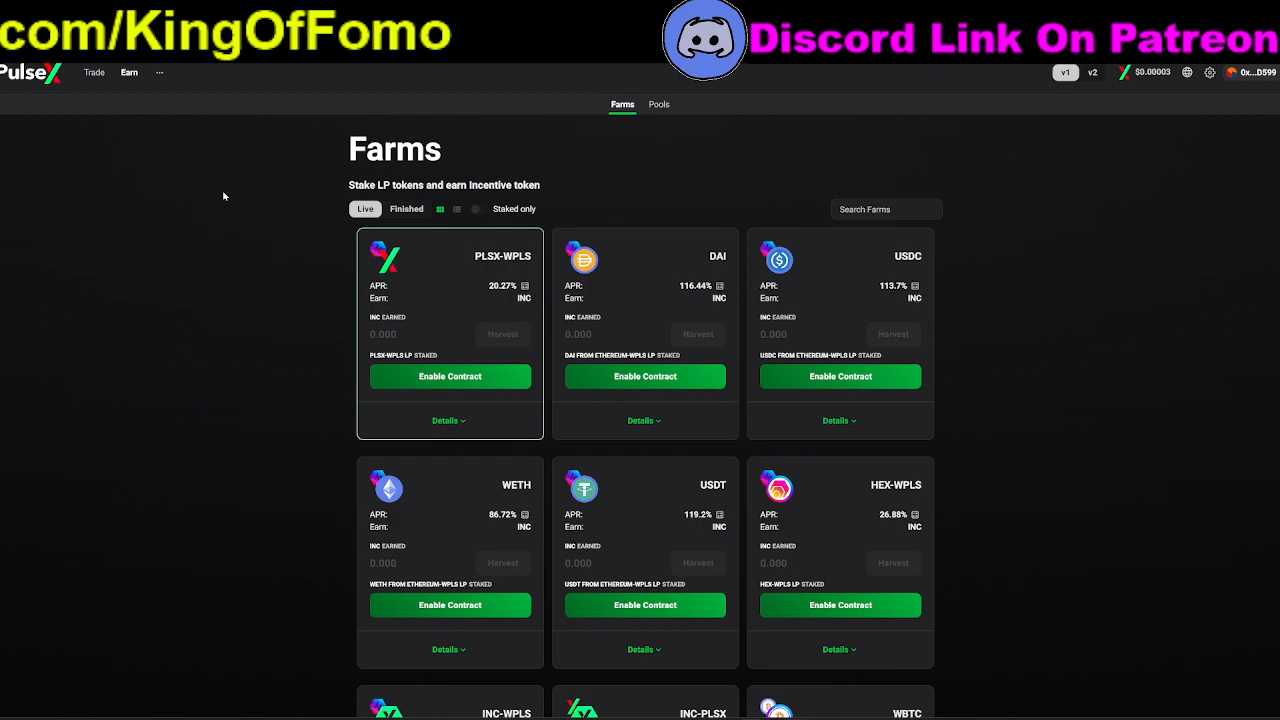 com/KingOfFomo
Discord Link On Patreon
PulseX Trade Earn ··· v1 v2 $0.00003 0x...D599
Farms Pools
Farms
Stake LP tokens and earn Incentive token
Live Finished Staked only Search Farms
PLSX-WPLS
APR: 20.27%
Earn: INC
INC EARNED
0.000 Harvest
PLSX-WPLS LP STAKED
Enable Contract
Details
DAI
APR: 116.44%
Earn: INC
INC EARNED
0.000 Harvest
DAI FROM ETHEREUM-WPLS LP STAKED
Enable Contract
Details
USDC
APR: 113.7%
Earn: INC
INC EARNED
0.000 Harvest
USDC FROM ETHEREUM-WPLS LP STAKED
Enable Contract
Details
WETH
APR: 86.72%
Earn: INC
INC EARNED
0.000 Harvest
WETH FROM ETHEREUM-WPLS LP STAKED
Enable Contract
Details
USDT
APR: 119.2%
Earn: INC
INC EARNED
0.000 Harvest
USDT FROM ETHEREUM-WPLS LP STAKED
Enable Contract
Details
HEX-WPLS
APR: 26.88%
Earn: INC
INC EARNED
0.000 Harvest
HEX-WPLS LP STAKED
Enable Contract
Details
INC-WPLS
INC-PLSX
WBTC